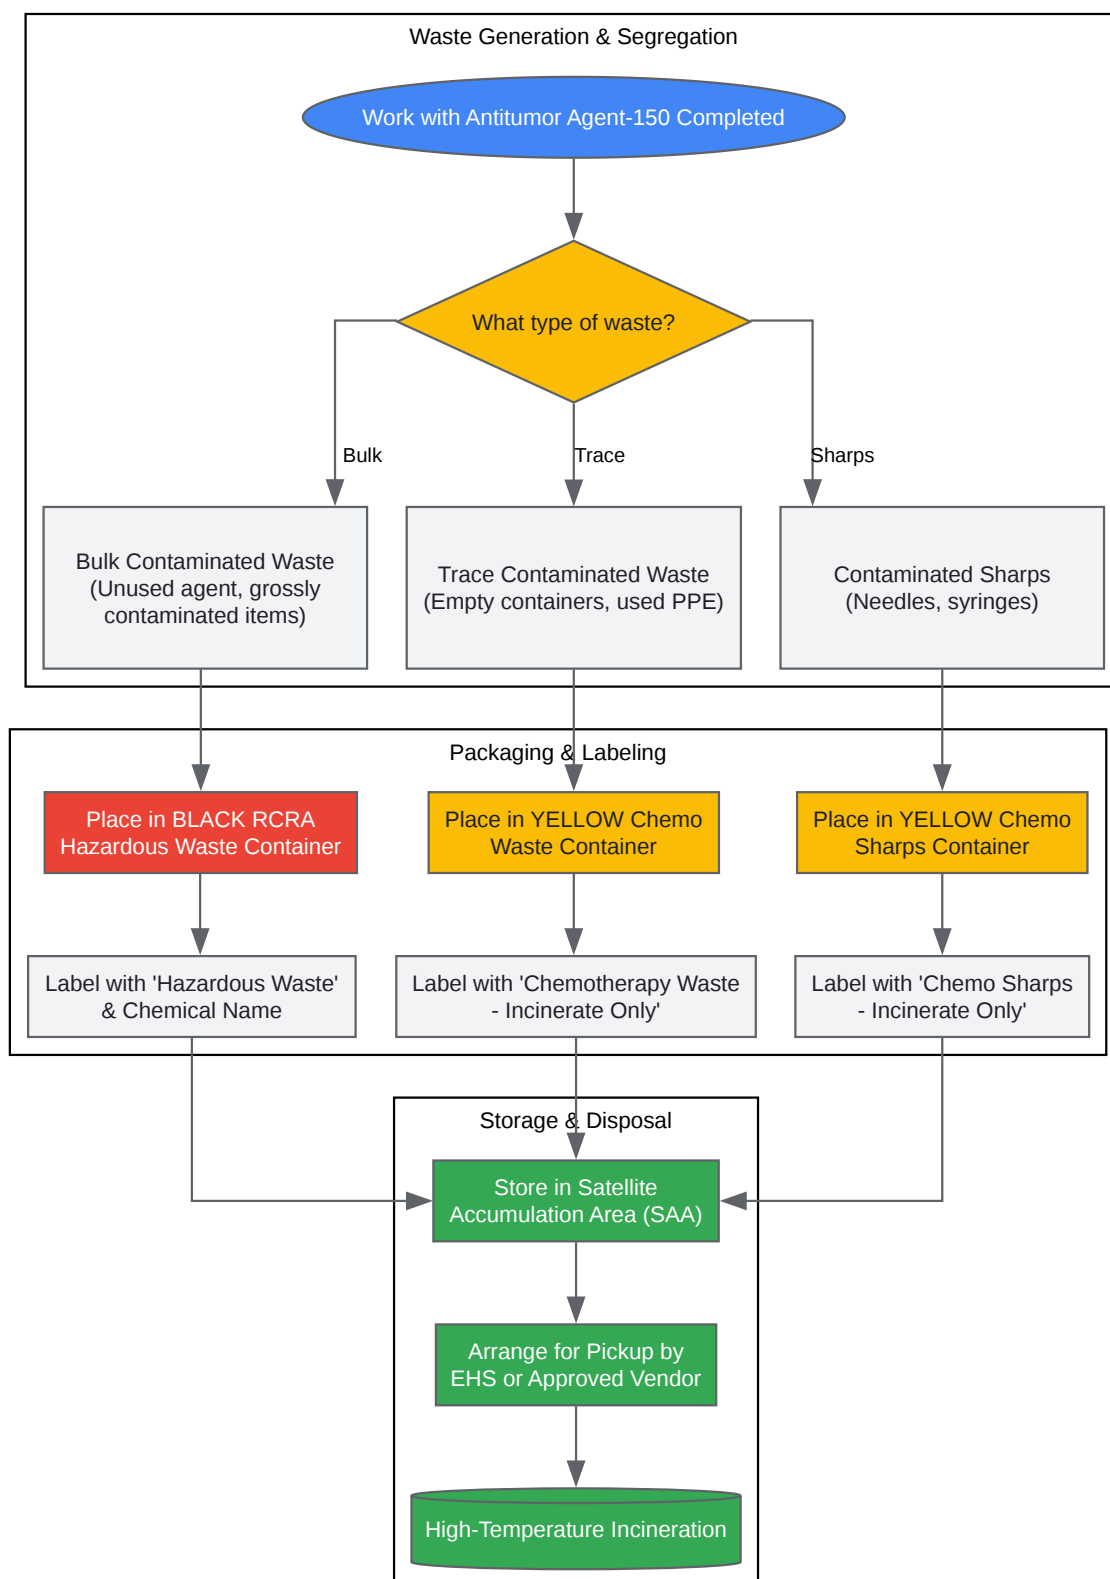 Waste Generation & Segregation
Work with Antitumor Agent-150 Completed
What type of waste?
Bulk
Trace
Sharps
Bulk Contaminated Waste
(Unused agent, grossly
contaminated items)
Trace Contaminated Waste
(Empty containers, used PPE)
Contaminated Sharps
(Needles, syringes)
Packaging & Labeling
Place in BLACK RCRA
Hazardous Waste Container
Place in YELLOW Chemo
Waste Container
Place in YELLOW Chemo
Sharps Container
Label with 'Hazardous Waste'
& Chemical Name
Label with 'Chemotherapy Waste
- Incinerate Only'
Label with 'Chemo Sharps
- Incinerate Only'
Storage & Disposal
Store in Satellite
Accumulation Area (SAA)
Arrange for Pickup by
EHS or Approved Vendor
High-Temperature Incineration